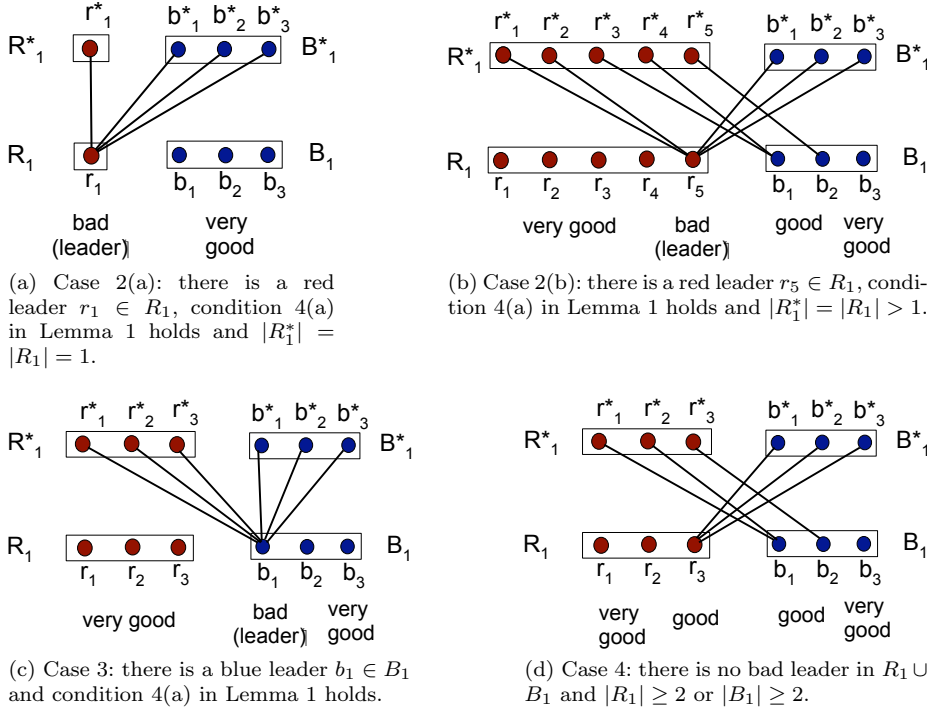 r*₁ b*₁ b*₂ b*₃
R*₁ B*₁
R₁ B₁
r₁ b₁ b₂ b₃
bad (leader) very good
(a) Case 2(a): there is a red
leader r₁ ∈ R₁, condition 4(a)
in Lemma 1 holds and |R₁*| =
|R₁| = 1.
r*₁ r*₂ r*₃ r*₄ r*₅ b*₁ b*₂ b*₃
R*₁ B*₁
R₁ B₁
r₁ r₂ r₃ r₄ r₅ b₁ b₂ b₃
very good bad (leader) good very good
(b) Case 2(b): there is a red leader r₅ ∈ R₁, condi-
tion 4(a) in Lemma 1 holds and |R₁*| = |R₁| > 1.
r*₁ r*₂ r*₃ b*₁ b*₂ b*₃
R*₁ B*₁
R₁ B₁
r₁ r₂ r₃ b₁ b₂ b₃
very good bad (leader) very good
(c) Case 3: there is a blue leader b₁ ∈ B₁
and condition 4(a) in Lemma 1 holds.
r*₁ r*₂ r*₃ b*₁ b*₂ b*₃
R*₁ B*₁
R₁ B₁
r₁ r₂ r₃ b₁ b₂ b₃
very good good good very good
(d) Case 4: there is no bad leader in R₁ ∪
B₁ and |R₁| ≥ 2 or |B₁| ≥ 2.